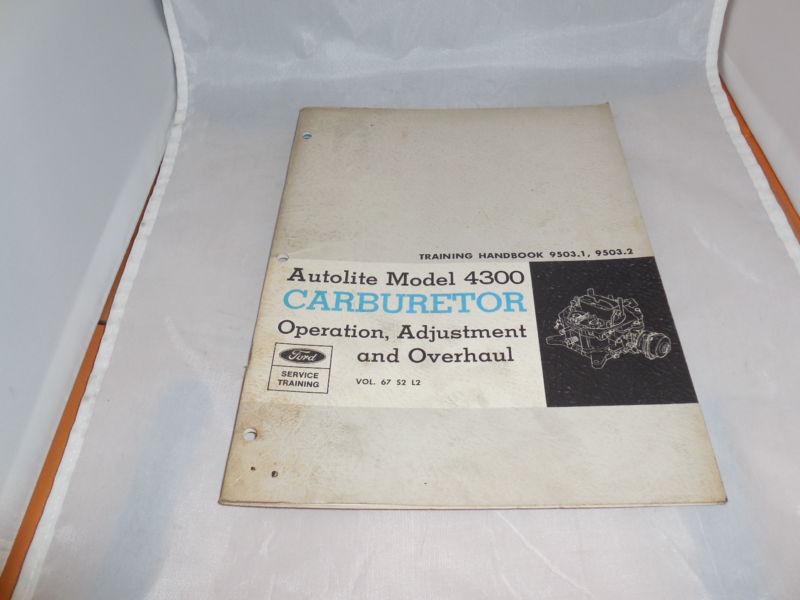 TRAINING HANDBOOK 9503.1, 9503.2
Autolite Model 4300
CARBURETOR
Operation, Adjustment
and Overhaul
Ford
SERVICE
TRAINING
VOL. 67 S2 L2